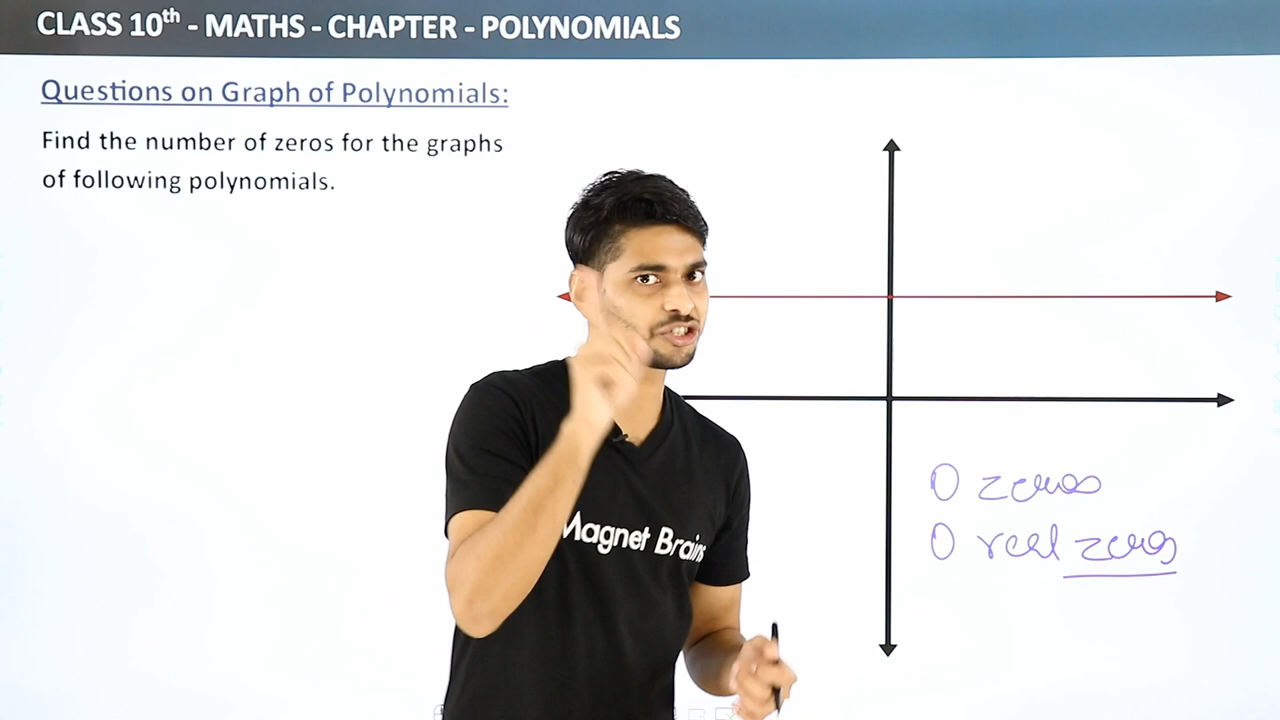 CLASS 10th - MATHS - CHAPTER - POLYNOMIALS
Questions on Graph of Polynomials:
Find the number of zeros for the graphs
of following polynomials.
0 zeros
0 real zeros
Magnet Brains